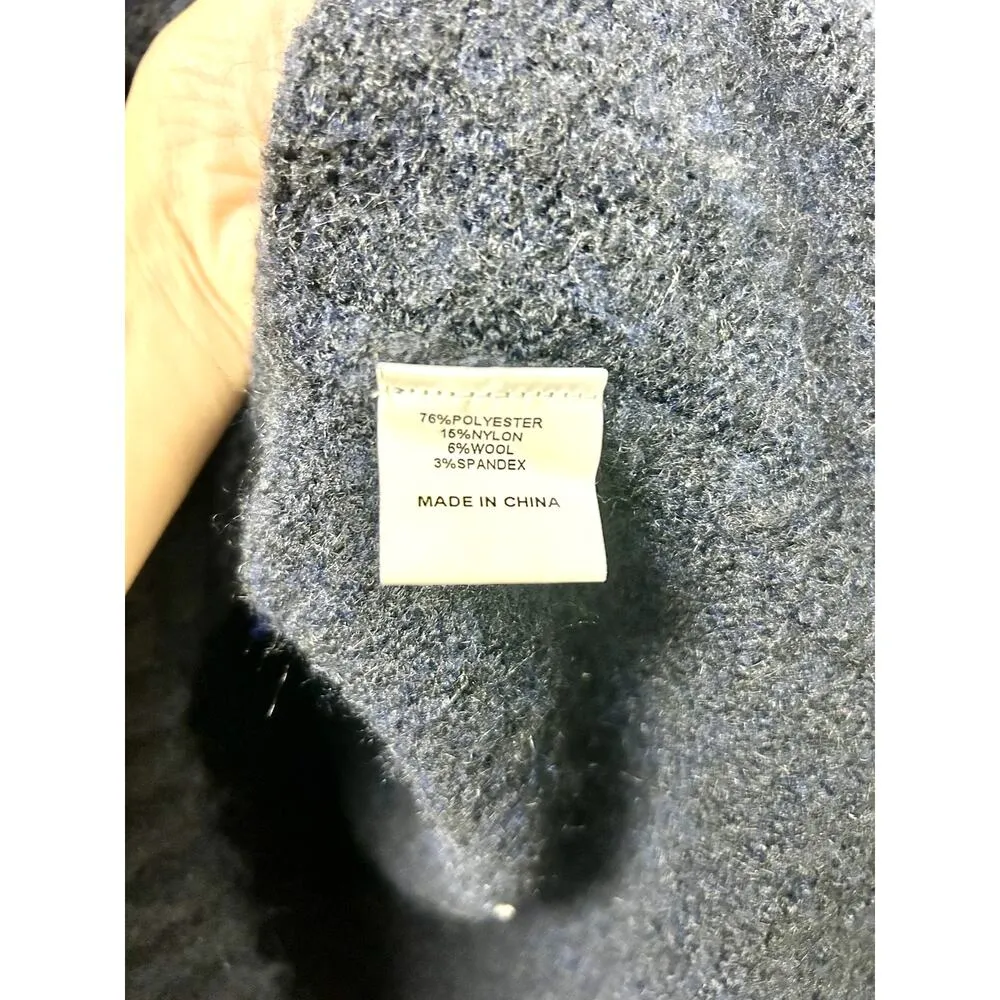 76%POLYESTER
15%NYLON
6%WOOL
3%SPANDEX
MADE IN CHINA